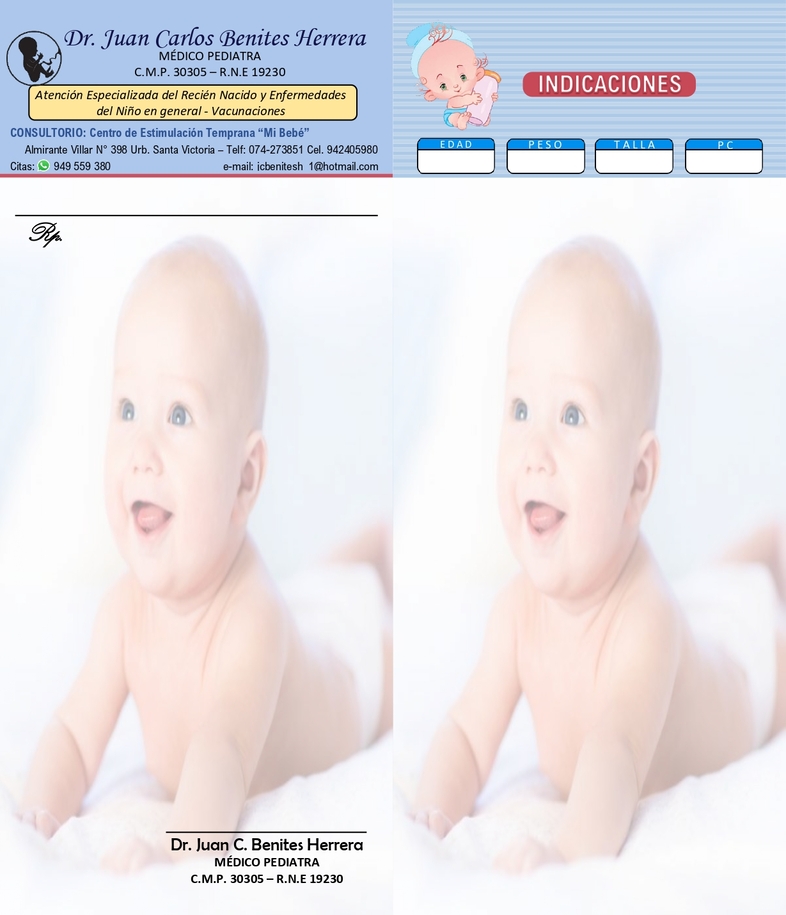 Dr. Juan Carlos Benites Herrera
MÉDICO PEDIATRA
C.M.P. 30305 – R.N.E 19230
Atención Especializada del Recién Nacido y Enfermedades
del Niño en general - Vacunaciones
CONSULTORIO: Centro de Estimulación Temprana “Mi Bebé”
Almirante Villar N° 398 Urb. Santa Victoria – Telf: 074-273851 Cel. 942405980
Citas: 949 559 380 e-mail: icbenitesh 1@hotmail.com
Rp.
Dr. Juan C. Benites Herrera
MÉDICO PEDIATRA
C.M.P. 30305 – R.N.E 19230
INDICACIONES
EDAD PESO TALLA PC